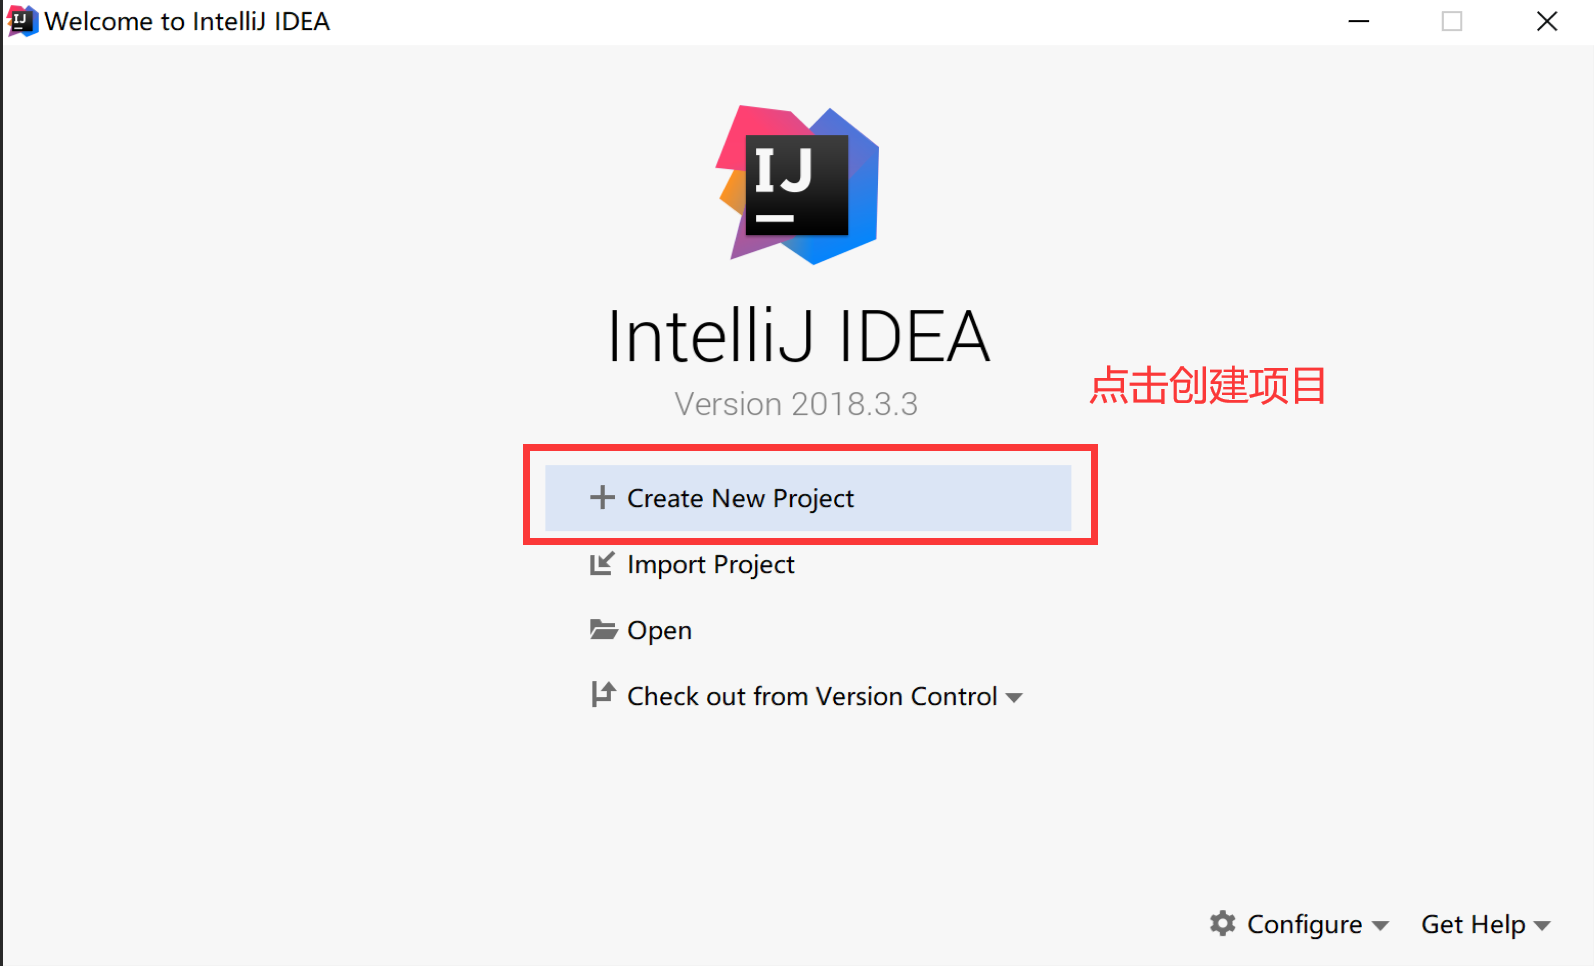 Welcome to IntelliJ IDEA
IJ
IntelliJ IDEA
Version 2018.3.3
点击创建项目
Create New Project
Import Project
Open
Check out from Version Control
Configure
Get Help